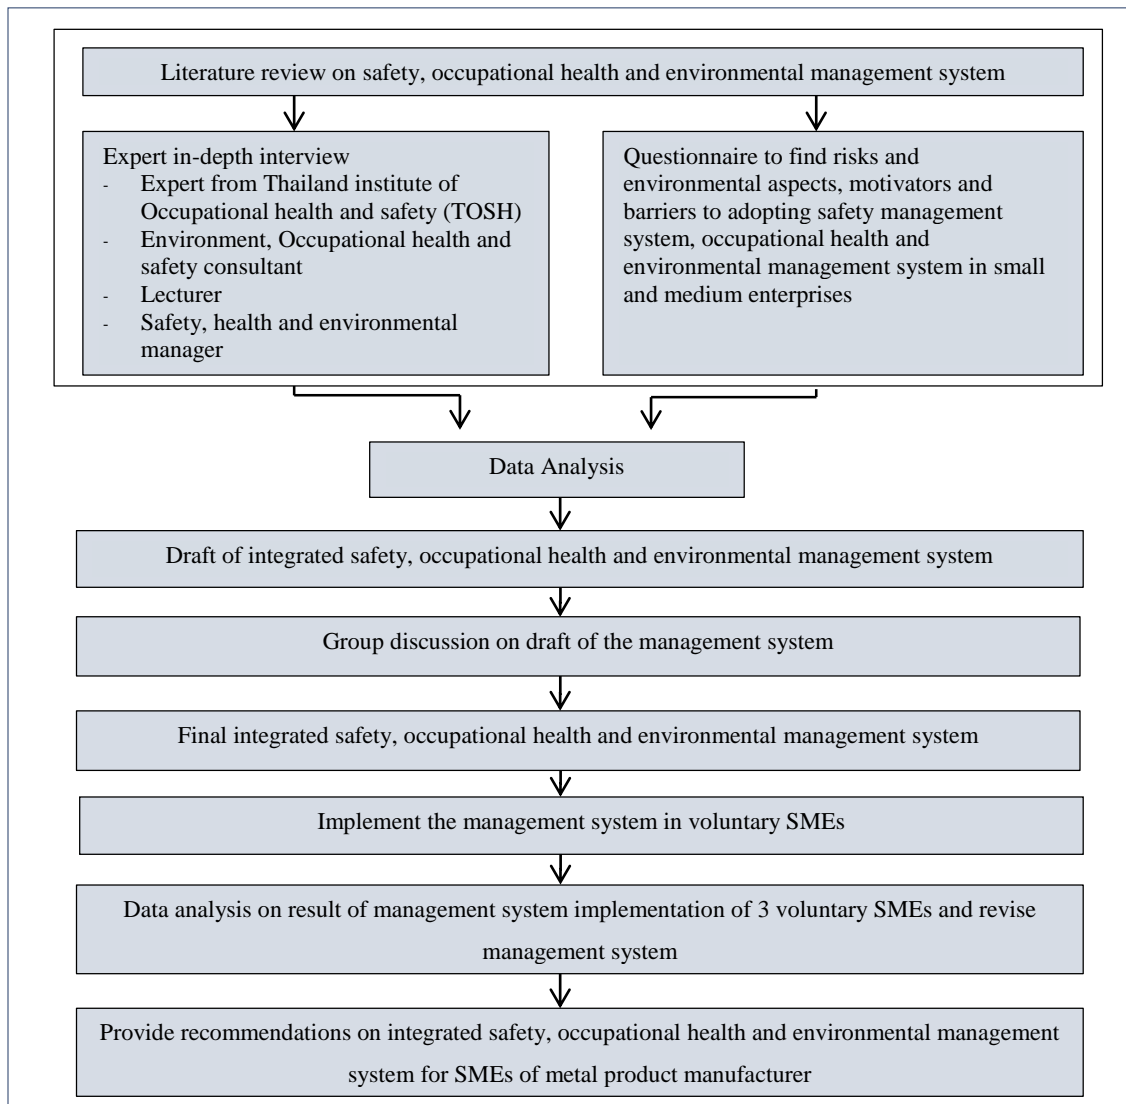 Literature review on safety, occupational health and environmental management system
Expert in-depth interview
- Expert from Thailand institute of
Occupational health and safety (TOSH)
- Environment, Occupational health and
safety consultant
- Lecturer
- Safety, health and environmental
manager
Questionnaire to find risks and
environmental aspects, motivators and
barriers to adopting safety management
system, occupational health and
environmental management system in small
and medium enterprises
Data Analysis
Draft of integrated safety, occupational health and environmental management system
Group discussion on draft of the management system
Final integrated safety, occupational health and environmental management system
Implement the management system in voluntary SMEs
Data analysis on result of management system implementation of 3 voluntary SMEs and revise
management system
Provide recommendations on integrated safety, occupational health and environmental management
system for SMEs of metal product manufacturer